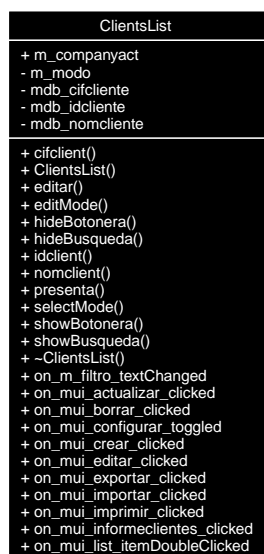 ClientsList
+ m_companyact
- m_modo
- mdb_cifcliente
- mdb_idcliente
- mdb_nomcliente
+ cifclient()
+ ClientsList()
+ editar()
+ editMode()
+ hideBotonera()
+ hideBusqueda()
+ idclient()
+ nomclient()
+ presenta()
+ selectMode()
+ showBotonera()
+ showBusqueda()
+ ~ClientsList()
+ on_m_filtro_textChanged
+ on_mui_actualizar_clicked
+ on_mui_borrar_clicked
+ on_mui_configurar_toggled
+ on_mui_crear_clicked
+ on_mui_editar_clicked
+ on_mui_exportar_clicked
+ on_mui_importar_clicked
+ on_mui_imprimir_clicked
+ on_mui_informeclientes_clicked
+ on_mui_list_itemDoubleClicked